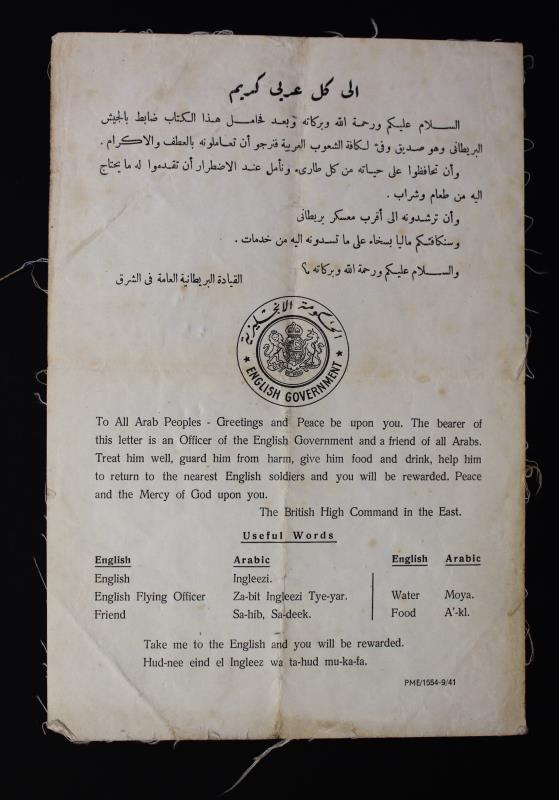 الى كل عربى كريم
السلام عليكم ورحمة الله وبركاته وبعد فحامل هذا الكتاب ضابط بالجيش
البريطانى وهو صديق وفى لكافة الشعوب العربية فنرجو أن تعاملونه بالعطف والاكرام .
وأن تحافظوا على حياته من كل طارىء ونأمل عند الاضطرار أن تقدموا له ما يحتاج
اليه من طعام وشراب .
وأن ترشدونه الى أقرب معسكر بريطانى
وسنكافئكم ماليا بسخاء على ما تسدونه اليه من خدمات .
والسلام عليكم ورحمة الله وبركاته ؟
القيادة البريطانية العامة فى الشرق
الحكومة الانجليزية
★ ENGLISH GOVERNMENT ★
To All Arab Peoples - Greetings and Peace be upon you. The bearer of
this letter is an Officer of the English Government and a friend of all Arabs.
Treat him well, guard him from harm, give him food and drink, help him
to return to the nearest English soldiers and you will be rewarded. Peace
and the Mercy of God upon you.
The British High Command in the East.
Useful Words
English Arabic English Arabic
English Ingleezi.
English Flying Officer Za-bit Ingleezi Tye-yar. Water Moya.
Friend Sa-hib, Sa-deek. Food A'-kl.
Take me to the English and you will be rewarded.
Hud-nee eind el Ingleez wa ta-hud mu-ka-fa.
PME/1554-9/41